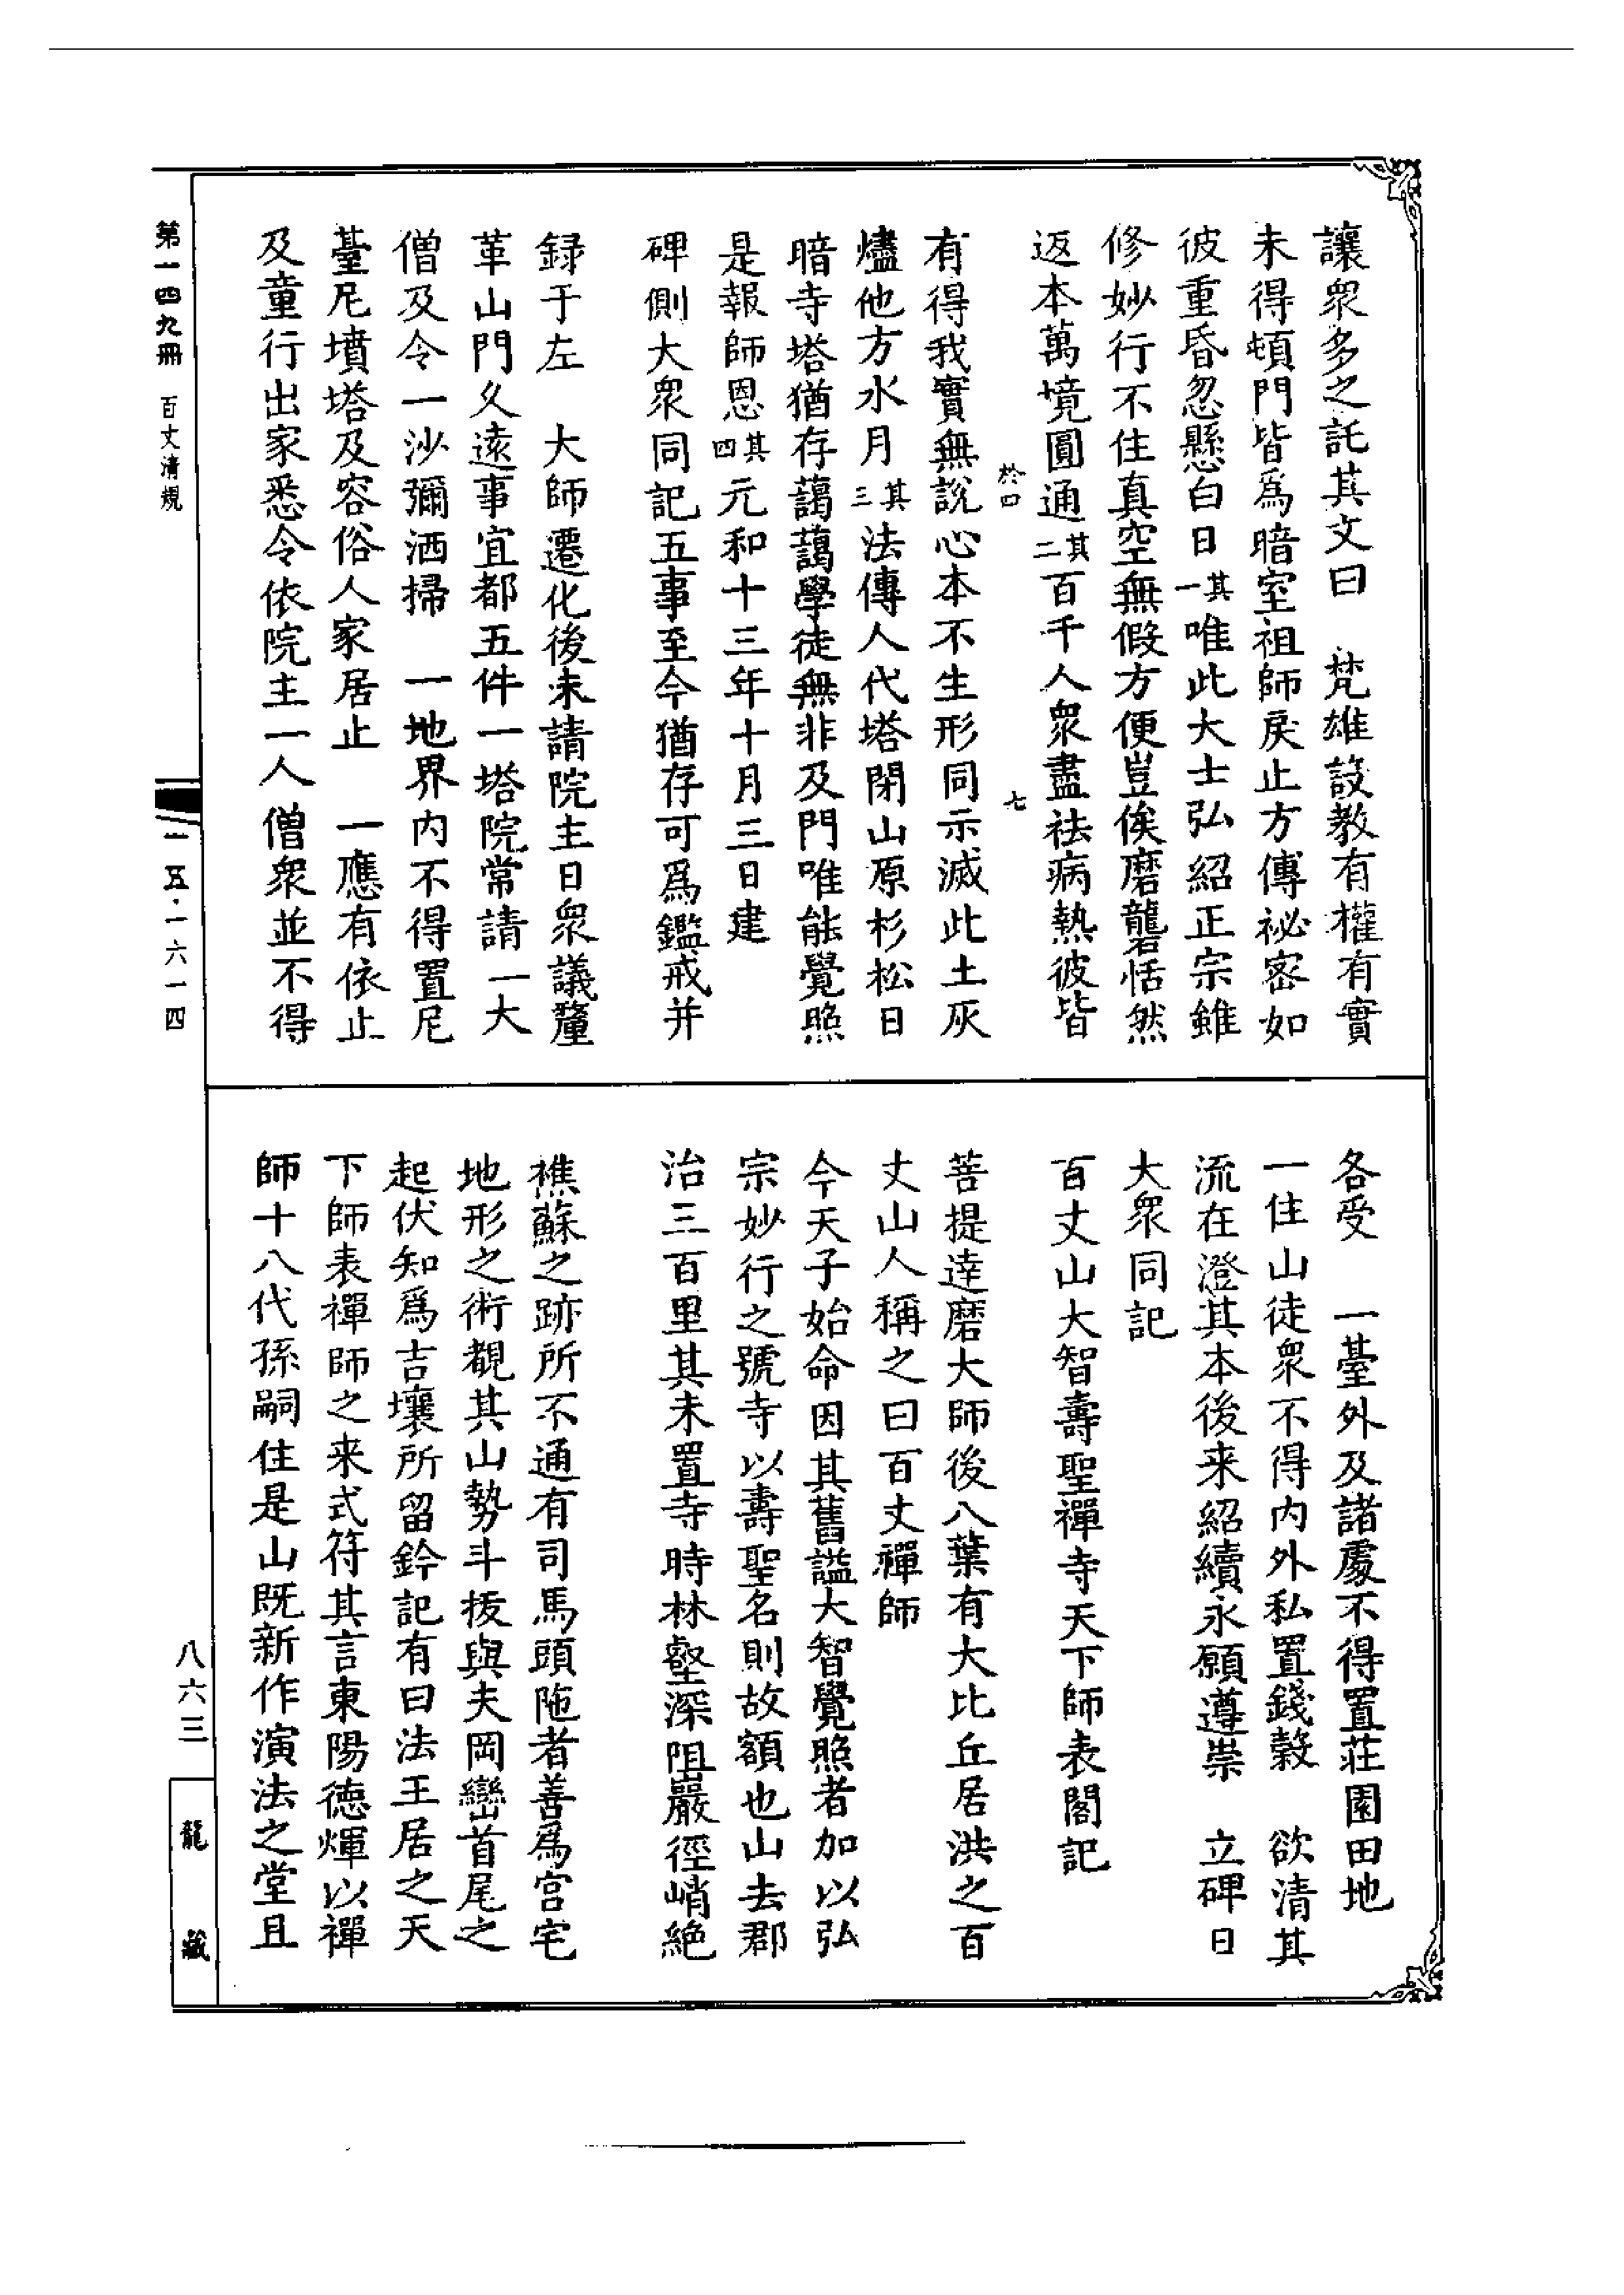 讓衆多之託其文曰　梵雄設教有權有實
未得頓門皆爲暗室祖師戾止方傳祕密如
彼重昏忽懸白日其一唯此大士弘紹正宗雖
修妙行不住真空無假方便豈俟磨礱恬然
返本萬境圓通其二百千人衆盡祛病熱彼皆
於四　七
有得我實無說心本不生形同示滅此土灰
燼他方水月其三法傳人代塔閉山原杉松日
暗寺塔猶存藹藹學徒無非及門唯能覺照
是報師恩其四元和十三年十月三日建
碑側大衆同記五事至今猶存可爲鑑戒并
録于左　大師遷化後未請院主日衆議釐
革山門久遠事宜都五件一塔院常請一大
僧及令一沙彌洒掃　一地界内不得置尼
臺尼墳塔及容俗人家居止　一應有依止
及童行出家悉令依院主一人僧衆並不得
各受　一臺外及諸處不得置莊園田地
一住山徒衆不得内外私置錢穀　欲清其
流在澄其本後来紹續永願遵崇　立碑日
大衆同記
百丈山大智壽聖禪寺天下師表閣記
菩提達磨大師後八葉有大比丘居洪之百
丈山人稱之曰百丈禪師
今天子始命因其舊謚大智覺照者加以弘
宗妙行之號寺以壽聖名則故額也山去郡
治三百里其未置寺時林壑深阻巖徑峭絶
樵蘇之跡所不通有司馬頭陁者善爲宫宅
地形之術觀其山勢斗拔與夫岡巒首尾之
起伏知爲吉壤所留鈐記有曰法王居之天
下師表禪師之来式符其言東陽德煇以禪
師十八代孫嗣住是山既新作演法之堂且
第一四九冊　百丈清規
一五·一六一四
八六三
龍藏